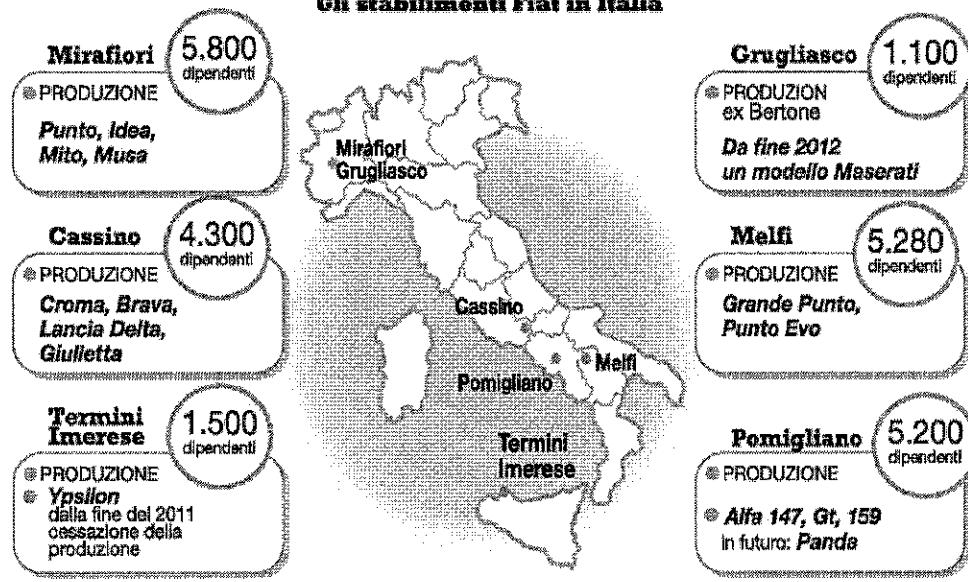 Gli stabilimenti Fiat in Italia
Mirafiori
5.800
dipendenti
PRODUZIONE
Punto, Idea,
Mito, Musa
Cassino
4.300
dipendenti
PRODUZIONE
Croma, Brava,
Lancia Delta,
Giulietta
Termini
Imerese
1.500
dipendenti
PRODUZIONE
Ypsilon
dalla fine del 2011
cessazione della
produzione
Mirafiori
Grugliasco
Cassino
Pomigliano
Melfi
Termini
Imerese
Grugliasco
1.100
dipendenti
PRODUZION
ex Bertone
Da fine 2012
un modello Maserati
Melfi
5.280
dipendenti
PRODUZIONE
Grande Punto,
Punto Evo
Pomigliano
5.200
dipendenti
PRODUZIONE
Alfa 147, Gt, 159
in futuro: Panda